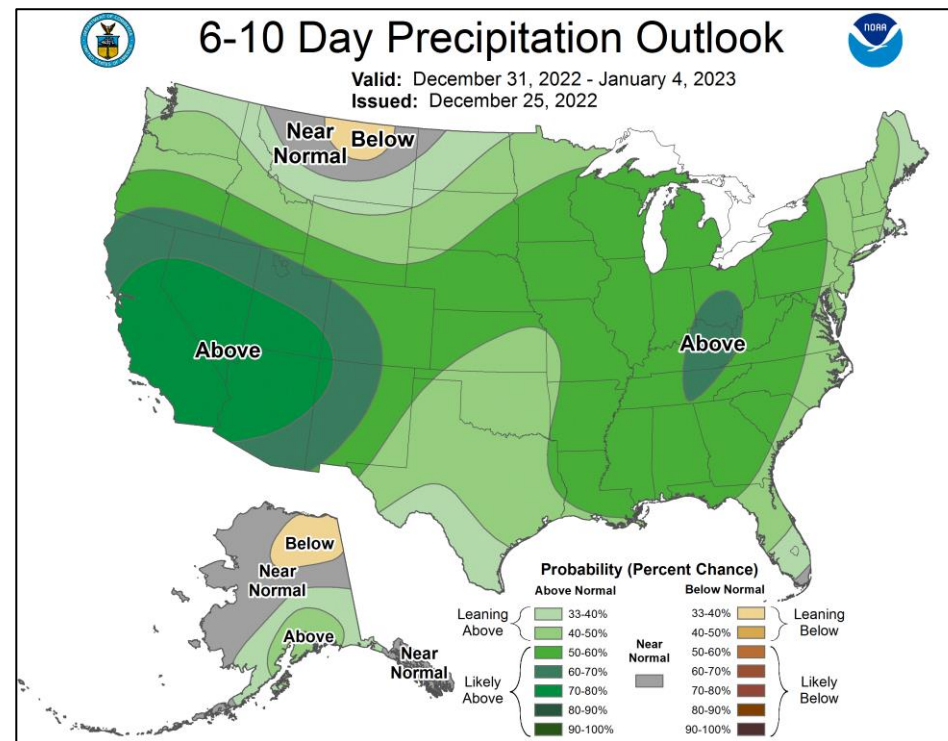 6-10 Day Precipitation Outlook
NOAA
Valid: December 31, 2022 - January 4, 2023
Issued: December 25, 2022
Near
Normal
Below
Above
Above
Below
Near
Normal
Above
Near
Normal
Probability (Percent Chance)
Above Normal
Below Normal
Leaning
Above
33-40%
40-50%
Likely
Above
50-60%
60-70%
70-80%
80-90%
90-100%
Near
Normal
33-40%
40-50%
Leaning
Below
50-60%
60-70%
70-80%
80-90%
90-100%
Likely
Below